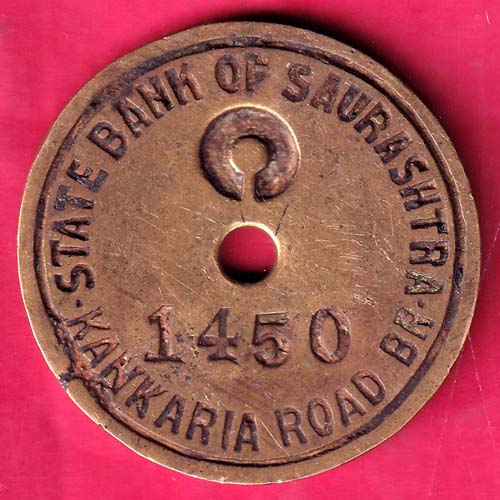 ·STATE BANK OF SAURASHTRA·
1450
KANKARIA ROAD BR